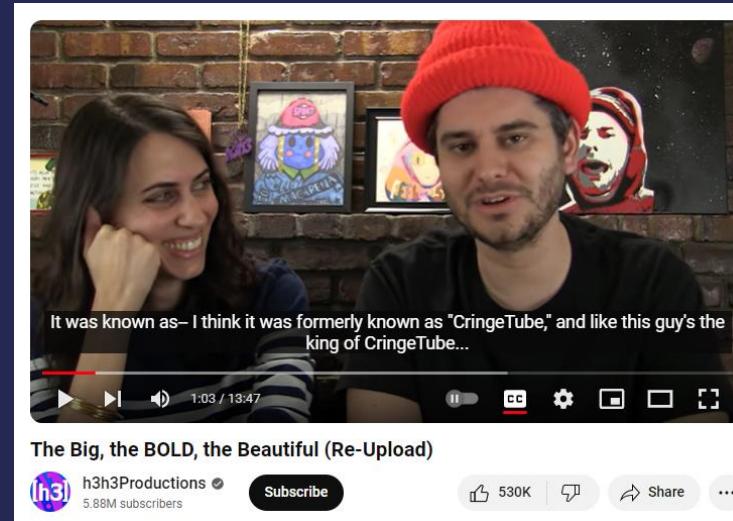 MACAPENA
It was known as– I think it was formerly known as "CringeTube," and like this guy's the
king of CringeTube...
1:03 / 13:47
CC
The Big, the BOLD, the Beautiful (Re-Upload)
[h3]
h3h3Productions
5.88M subscribers
Subscribe
530K
Share